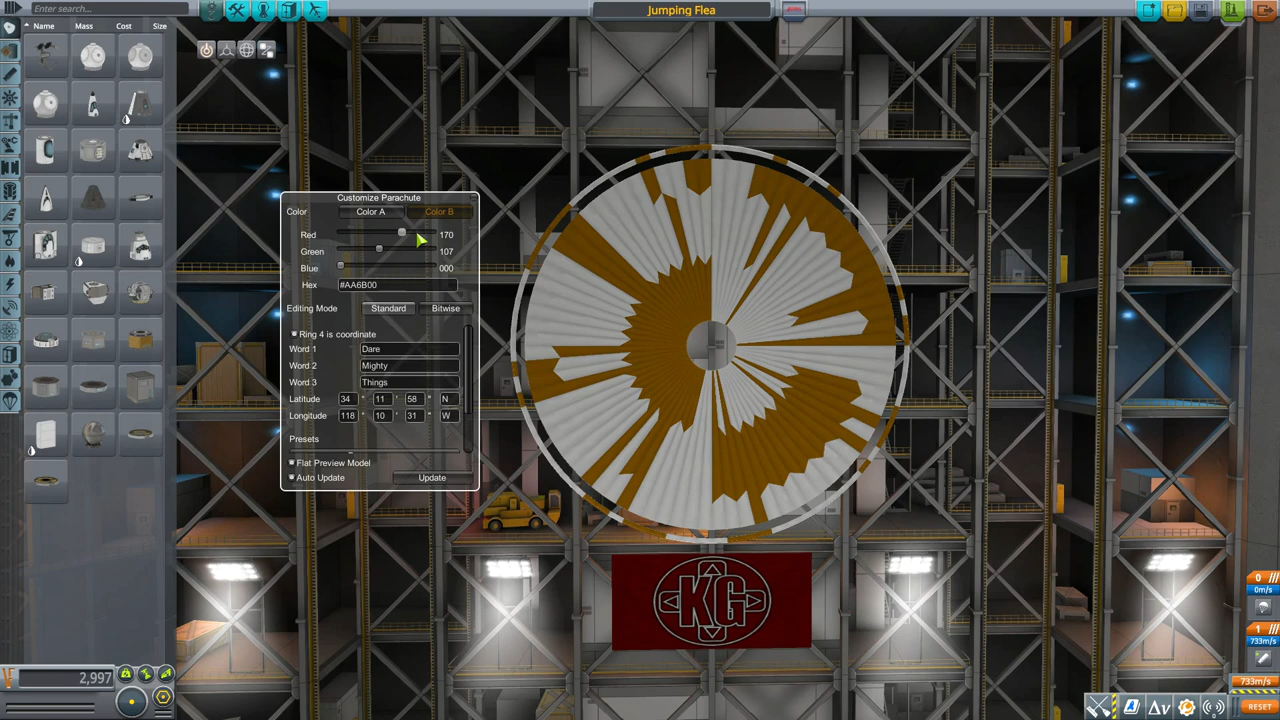 Enter search...
Jumping Flea
Name Mass Cost Size
Customize Parachute
Color Color A Color B
Red 170
Green 107
Blue 000
Hex #AA6B00
Editing Mode Standard Bitwise
Ring 4 is coordinate
Word 1 Dare
Word 2 Mighty
Word 3 Things
Latitude 34 ° 11 ' 58 " N
Longitude 118 ° 10 ' 31 " W
Presets
Flat Preview Model
Auto Update Update
KG
0
0m/s
1
733m/s
733m/s
2,997
Δv
RESET